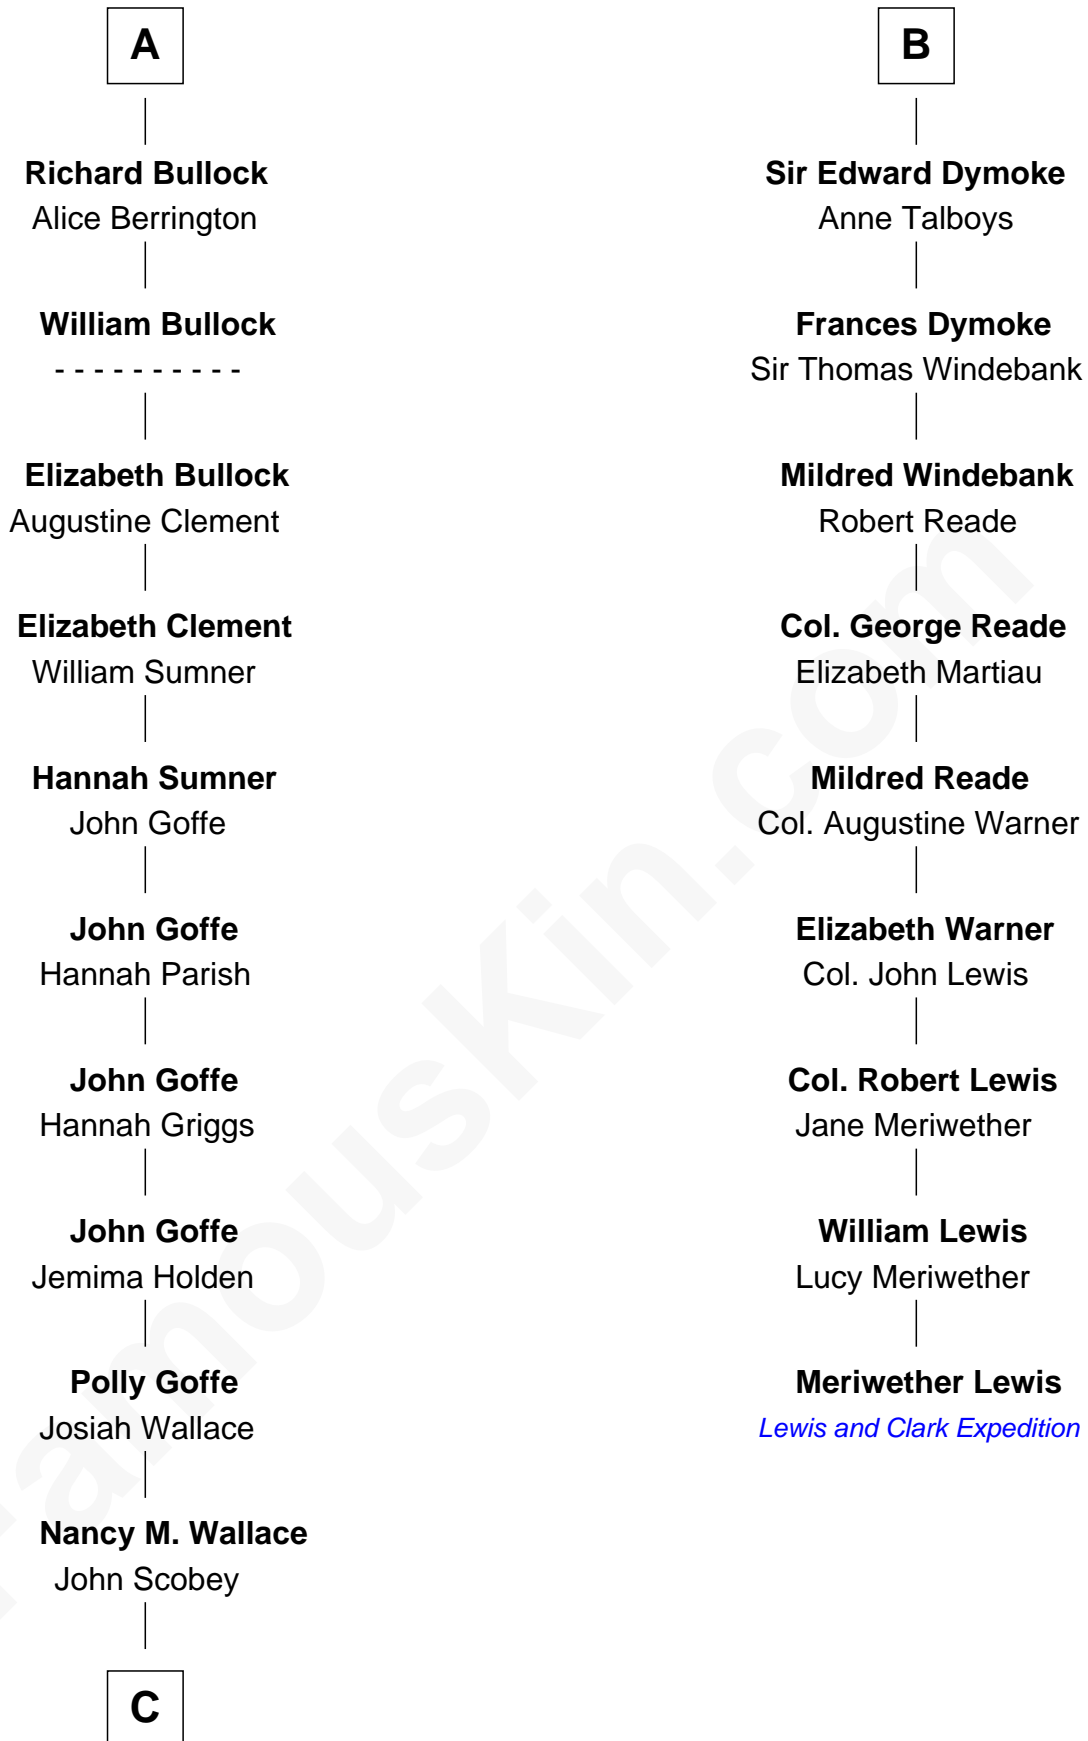 A
Richard Bullock
Alice Berrington
William Bullock
- - - - - - - - - -
Elizabeth Bullock
Augustine Clement
Elizabeth Clement
William Sumner
Hannah Sumner
John Goffe
John Goffe
Hannah Parish
John Goffe
Hannah Griggs
John Goffe
Jemima Holden
Polly Goffe
Josiah Wallace
Nancy M. Wallace
John Scobey
C
B
Sir Edward Dymoke
Anne Talboys
Frances Dymoke
Sir Thomas Windebank
Mildred Windebank
Robert Reade
Col. George Reade
Elizabeth Martiau
Mildred Reade
Col. Augustine Warner
Elizabeth Warner
Col. John Lewis
Col. Robert Lewis
Jane Meriwether
William Lewis
Lucy Meriwether
Meriwether Lewis
Lewis and Clark Expedition
FamousKin.com